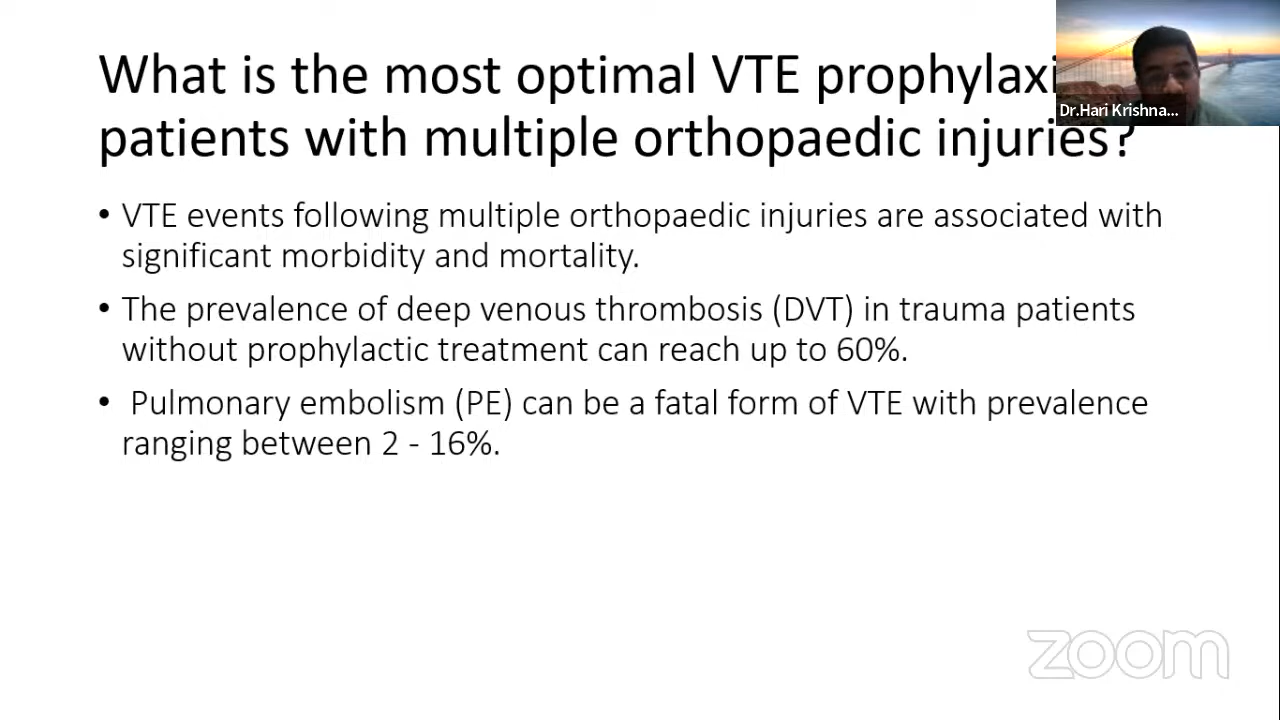 What is the most optimal VTE prophylaxi
patients with multiple orthopaedic injuries?
• VTE events following multiple orthopaedic injuries are associated with
significant morbidity and mortality.
• The prevalence of deep venous thrombosis (DVT) in trauma patients
without prophylactic treatment can reach up to 60%.
• Pulmonary embolism (PE) can be a fatal form of VTE with prevalence
ranging between 2 - 16%.
Dr.Hari Krishna...
zoom